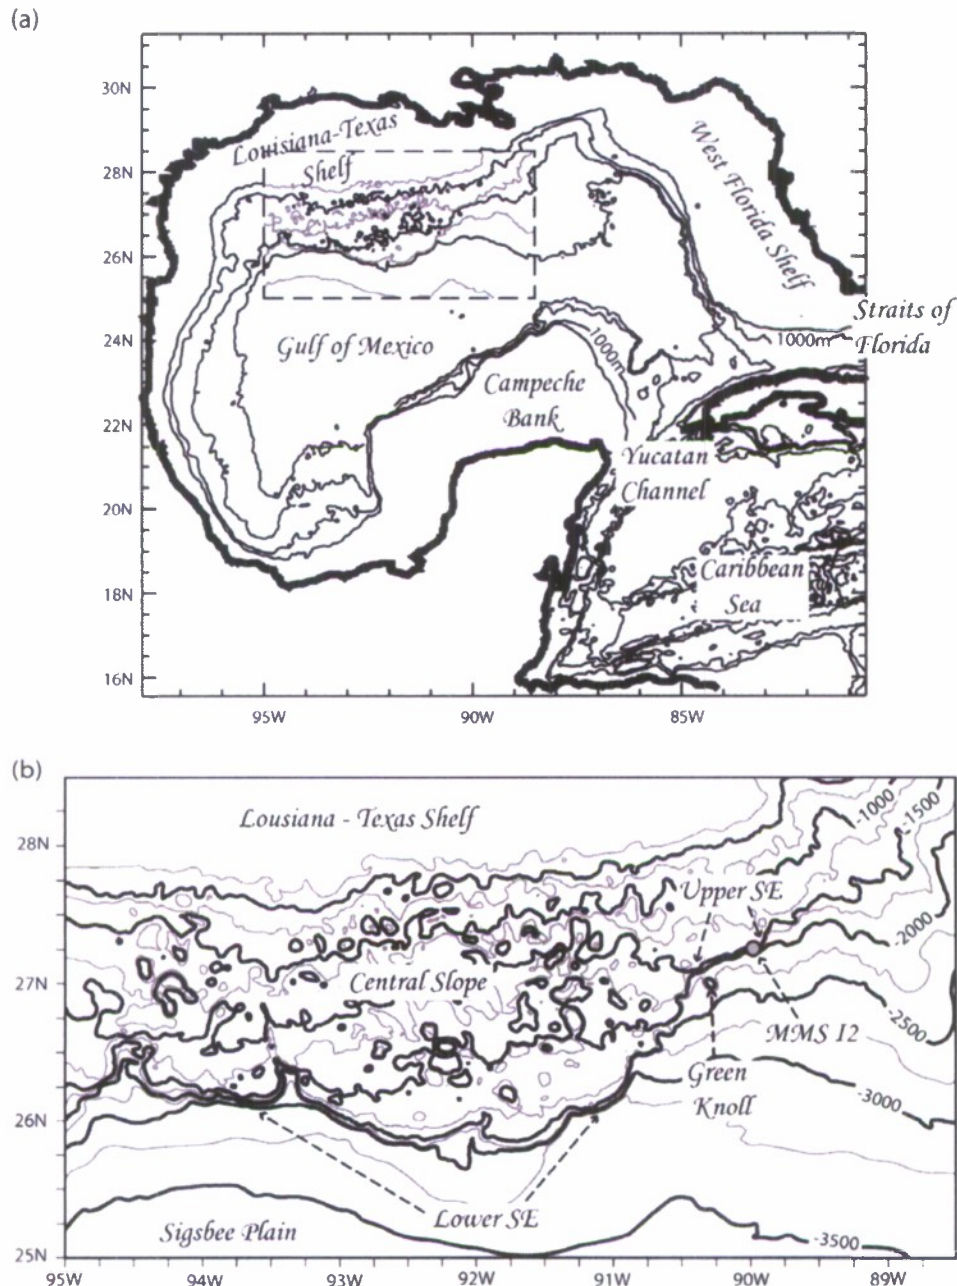 (a)
30N
28N
26N
24N
22N
20N
18N
16N
Louisiana-Texas
Shelf
West Florida Shelf
Straits of
Florida
1000m
1000m
Gulf of Mexico
Campeche
Bank
Yucatan
Channel
Caribbean
Sea
95W
90W
85W
(b)
28N
27N
26N
25N
Lousiana - Texas Shelf
-1000
-1500
Upper SE
-2000
Central Slope
-2500
MMS I2
Green
Knoll
-3000
Lower SE
Sigsbee Plain
-3500
95W
94W
93W
92W
91W
90W
89W